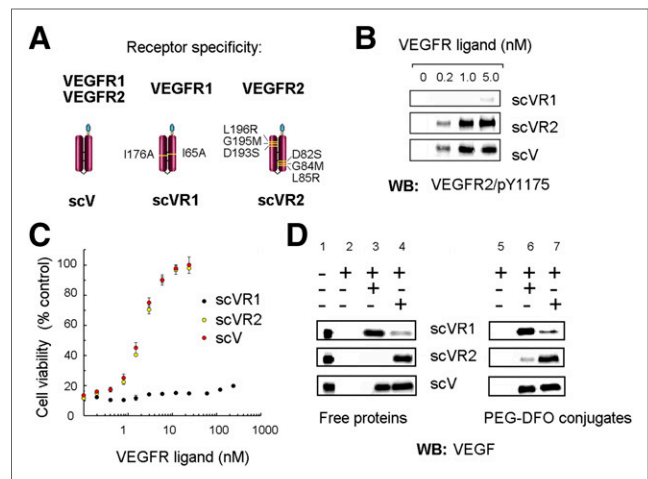 A
Receptor specificity:
VEGFR1
VEGFR2
VEGFR1
VEGFR2
I176A
I65A
L196R
G195M
D193S
D82S
G84M
L85R
scV
scVR1
scVR2
B
VEGFR ligand (nM)
0 0.2 1.0 5.0
scVR1
scVR2
scV
WB: VEGFR2/pY1175
C
Cell viability (% control)
100
80
60
40
20
0
1 10 100 1000
VEGFR ligand (nM)
scVR1
scVR2
scV
D
1 2 3 4 5 6 7
- + + + + + +
- - + - - + -
- - - + - - +
scVR1
scVR2
scV
Free proteins
PEG-DFO conjugates
WB: VEGF